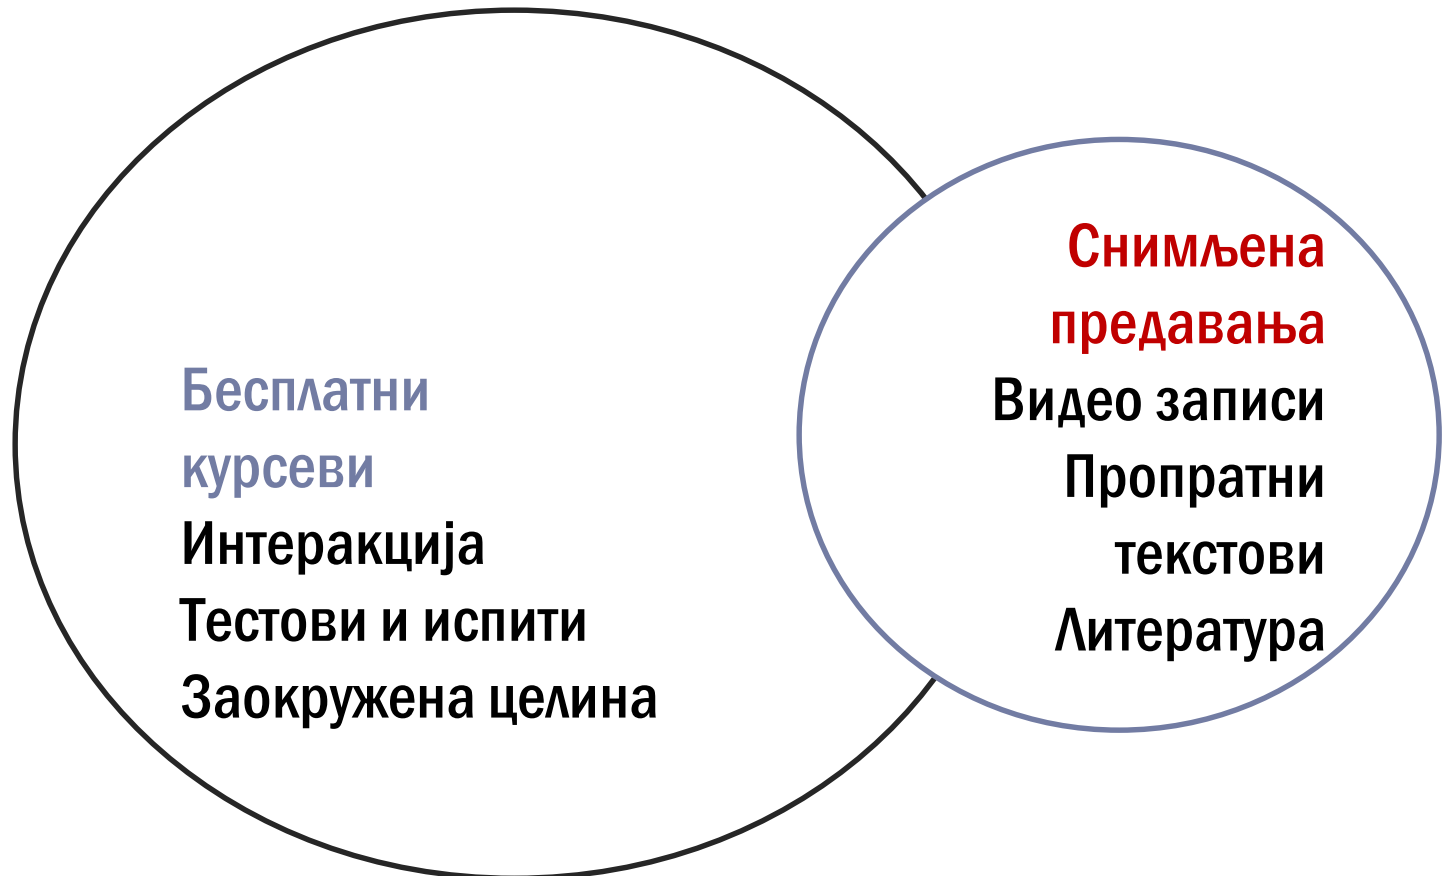 Бесплатни
курсеви
Интеракција
Тестови и испити
Заокружена целина
Снимљена
предавања
Видео записи
Пропратни
текстови
Литература